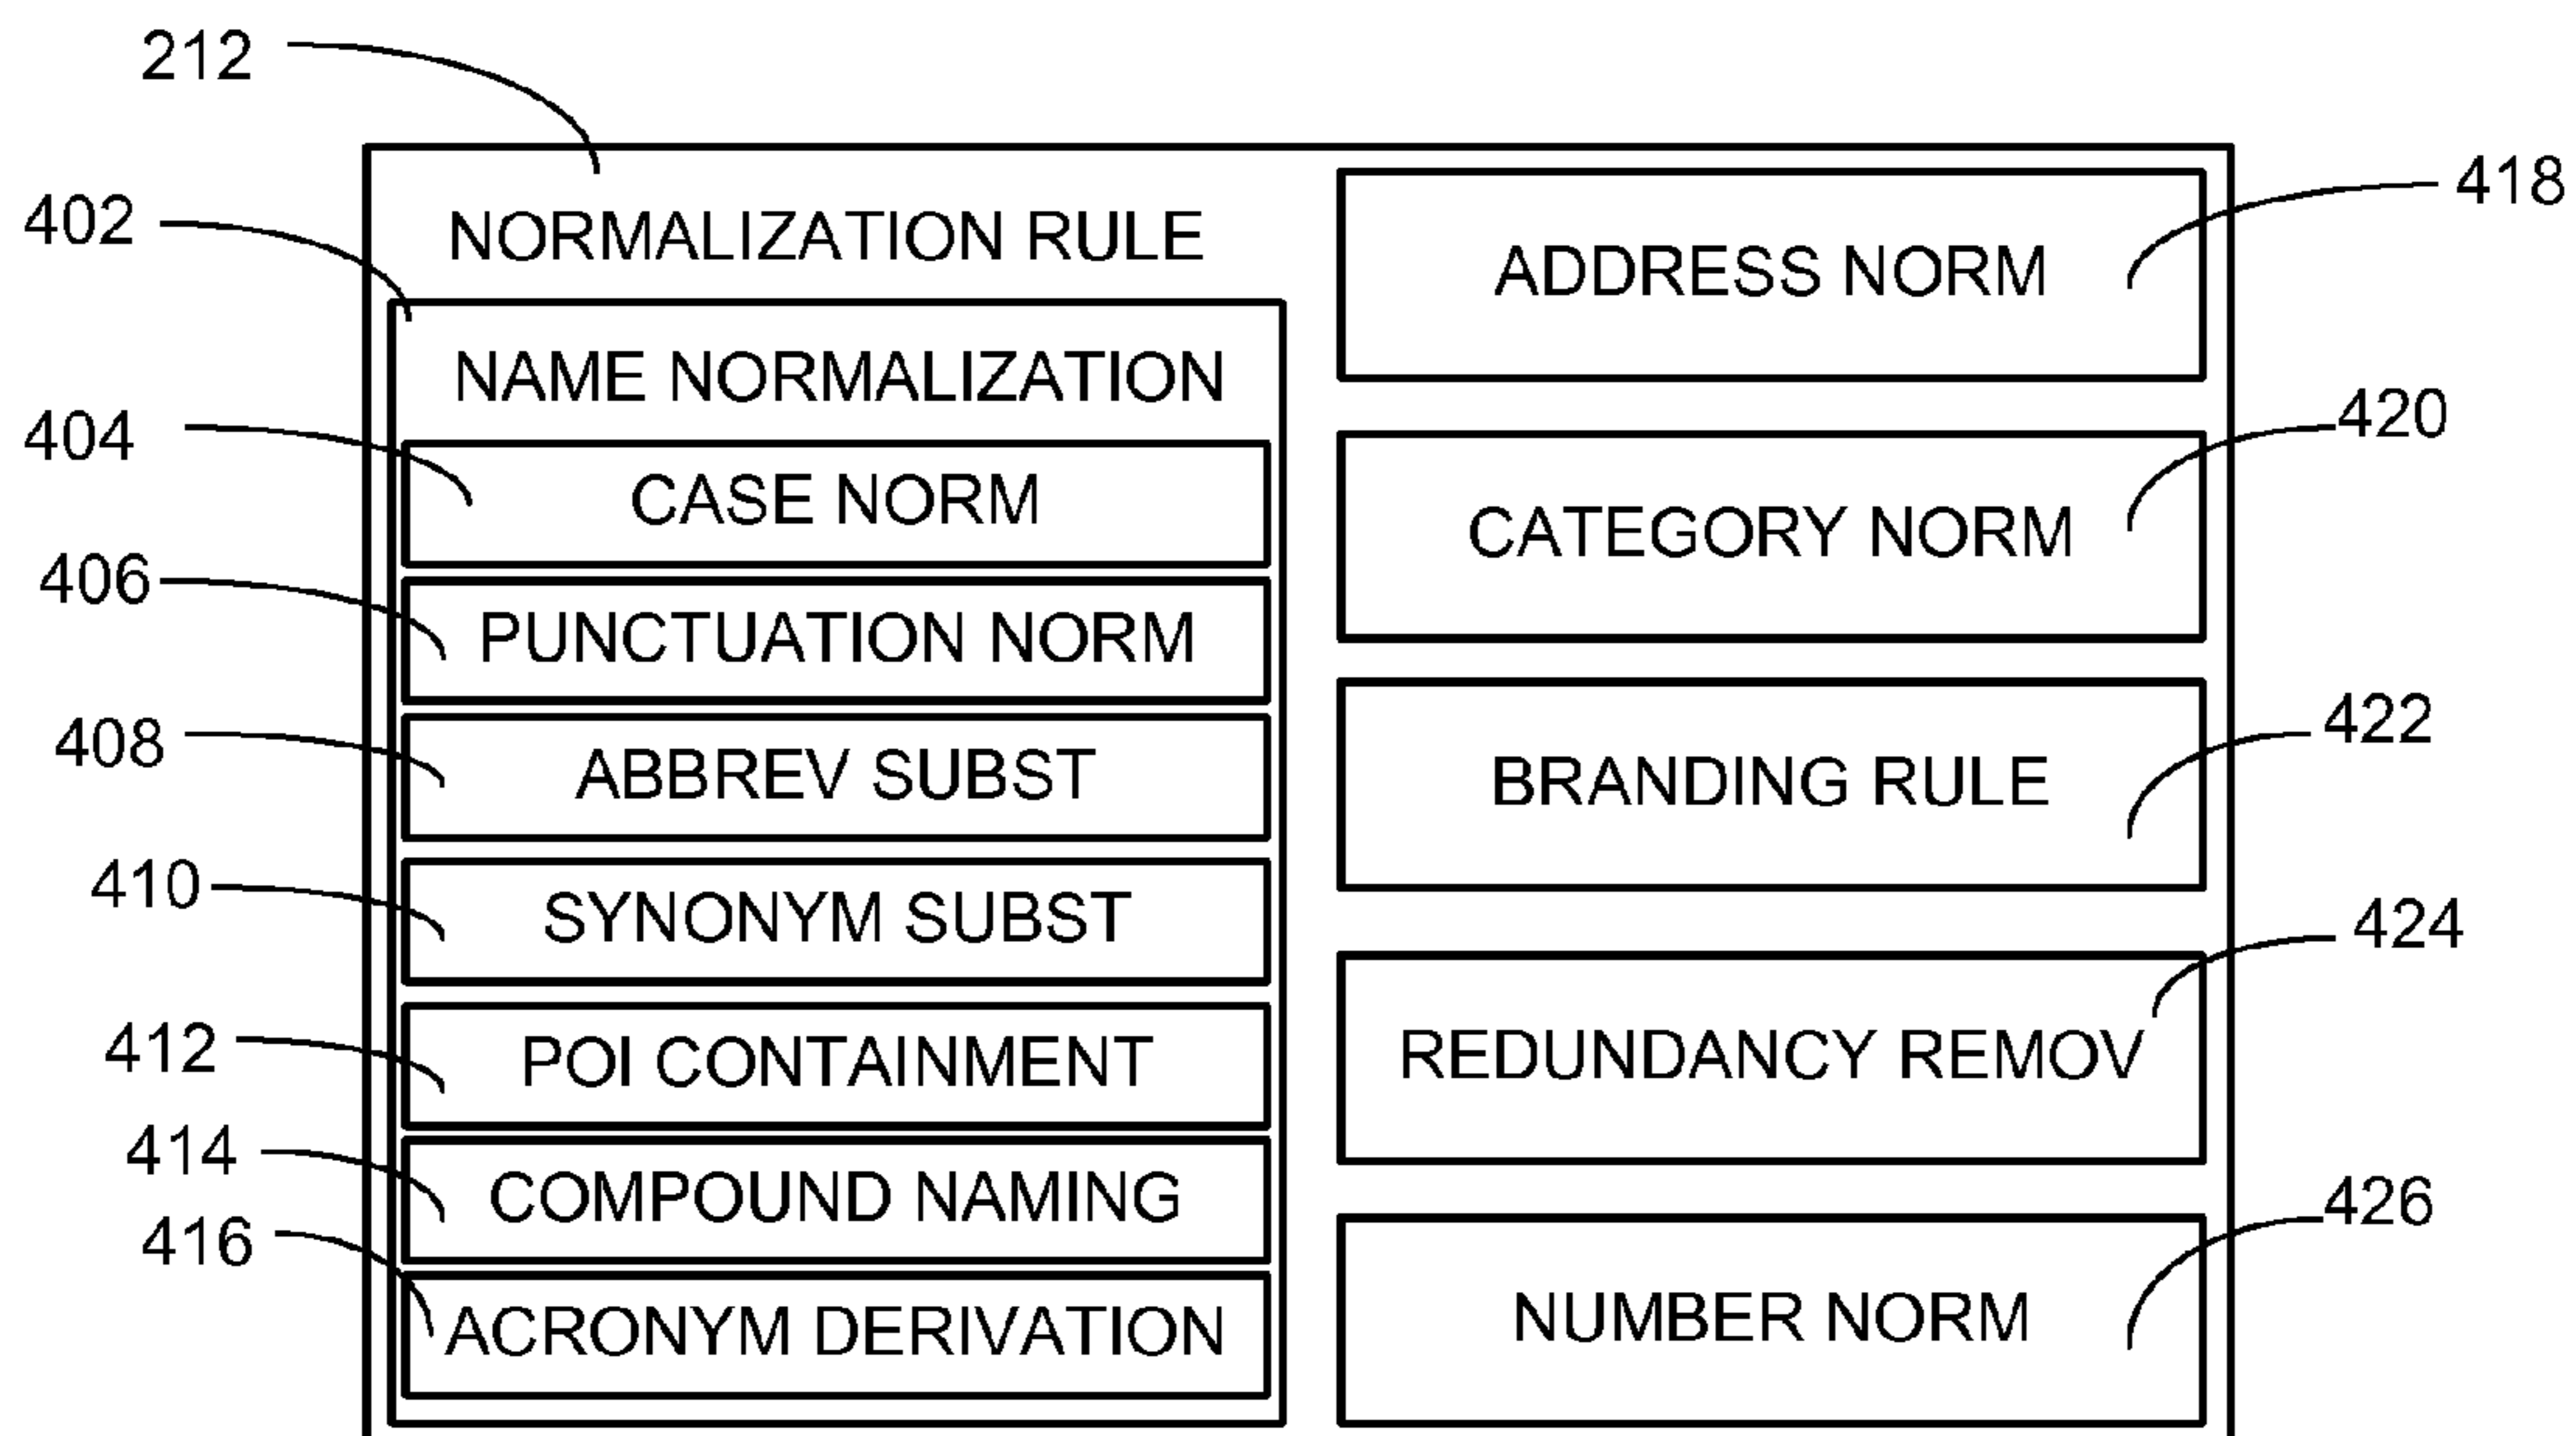 212
NORMALIZATION RULE
402
NAME NORMALIZATION
404
CASE NORM
406
PUNCTUATION NORM
408
ABBREV SUBST
410
SYNONYM SUBST
412
POI CONTAINMENT
414
COMPOUND NAMING
416
ACRONYM DERIVATION
ADDRESS NORM
418
CATEGORY NORM
420
BRANDING RULE
422
REDUNDANCY REMOV
424
NUMBER NORM
426